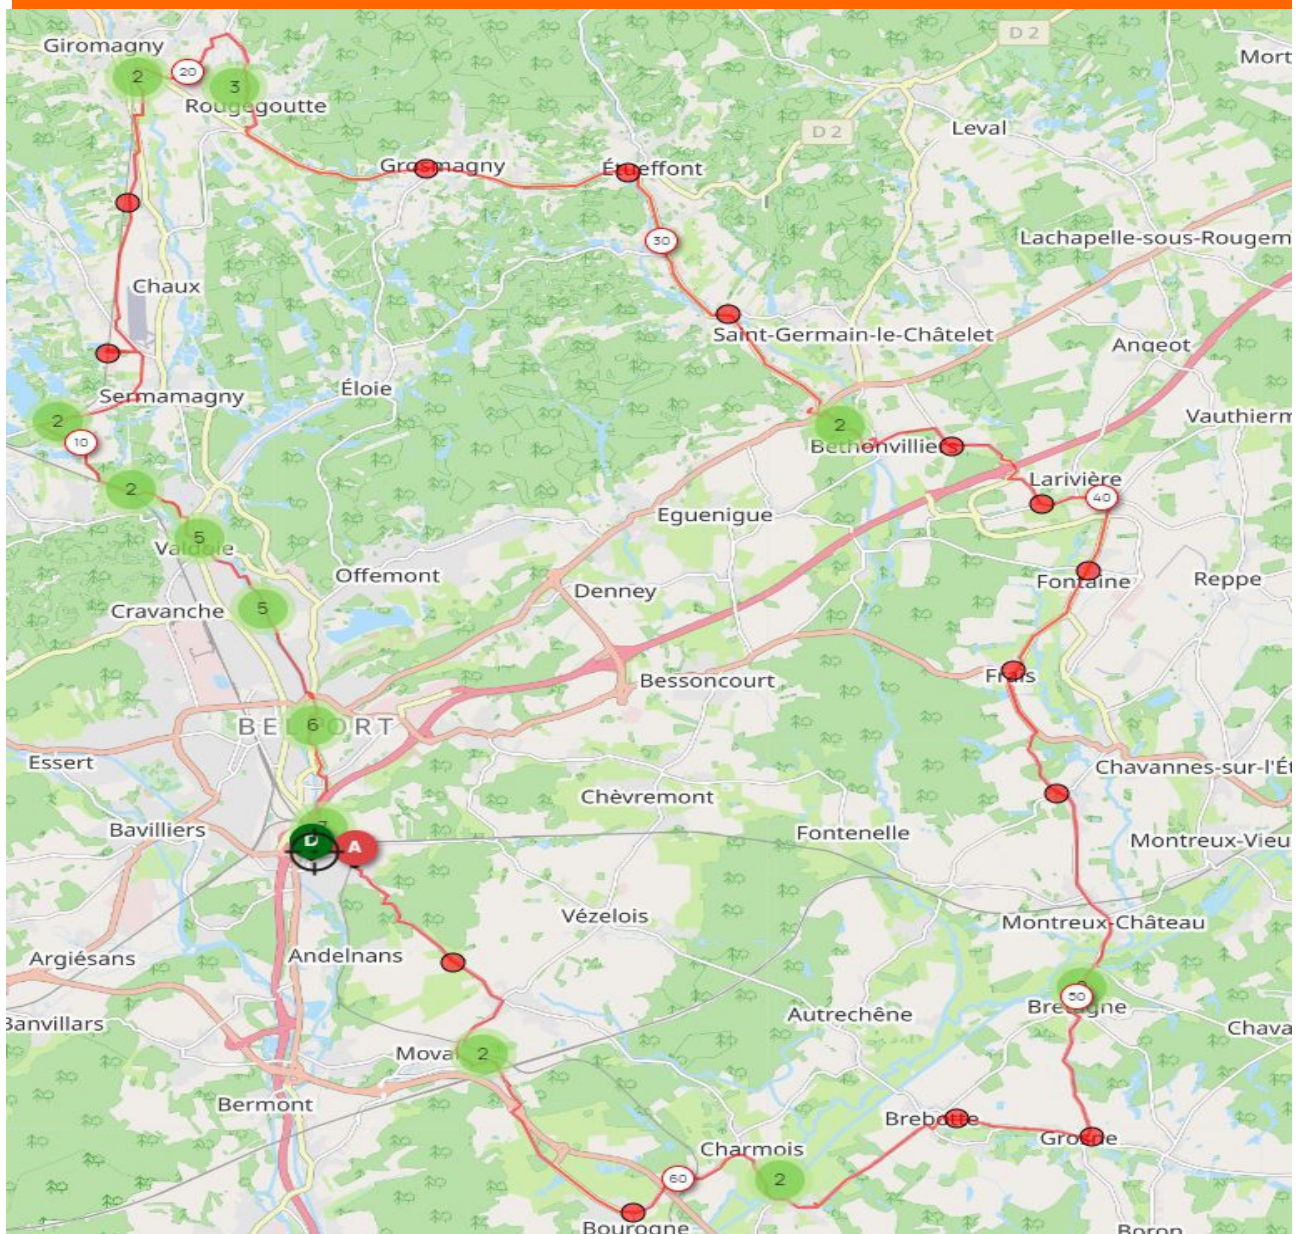 D 2
Giromagny
Mort
2
20
3
Rougegoutte
Leval
D 2
Grosmagny
Étueffont
30
Lachapelle-sous-Rougem
Chaux
Saint-Germain-le-Châtelet
Angeot
Éloie
Sermamagny
2
Vautherm
2
10
Bethonvilliers
Larivière
2
40
Eguenigue
5
Valdoie
Offemont
Denney
Fontaine
Reppe
Cravanche
5
Frais
Bessoncourt
6
BELFORT
Essert
Chavannes-sur-l'Ét
Chèvremont
Bavilliers
7
Fontenelle
D
A
Montreux-Vieu
Vézelois
Montreux-Château
Argiésans
Andelnans
50
Bretagne
Autrechêne
Banvillars
Chava
Moval
2
Bermont
Brebotte
Grosne
Charmois
60
2
Bourogne
Boron